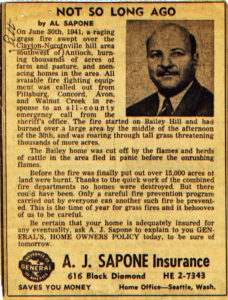 NOT SO LONG AGO
by AL SAPONE
On June 30th, 1941, a raging
grass fire swept over the
Clayton-Nortonville hill area
southwest of Antioch, burn-
ing thousands of acres of
farm and pasture, and men-
acing homes in the area. All
available fire fighting equip-
ment was called out from
Pittsburg, Concord, Avon,
and Walnut Creek in re-
sponse to an all-county
emergency call from the
sheriff's office. The fire started on Bailey Hill and had
burned over a large area by the middle of the afternoon
of the 30th, and was roaring through tall grass threatening
thousands of more acres.
The Bailey home was cut off by the flames and herds
of cattle in the area fled in panic before the onrushing
flames.
Before the fire was finally put out over 15,000 acres of
land were burnt. Thanks to the quick work of the combined
fire departments no homes were destroyed. But there
could have been. Only a careful fire prevention program
carried out by everyone can another such fire be prevent-
ed. This is the time of year for grass fires and it behooves
of us to be careful.
Be certain that your home is adequately insured for any
eventuality, ask A. J. Sapone to explain to you GEN-
ERAL'S, HOME OWNERS POLICY today, to be sure of
tomorrow.
GENERAL
A. J. SAPONE Insurance
616 Black Diamond HE 2-7343
SAVES YOU MONEY Home Office—Seattle, Wash.